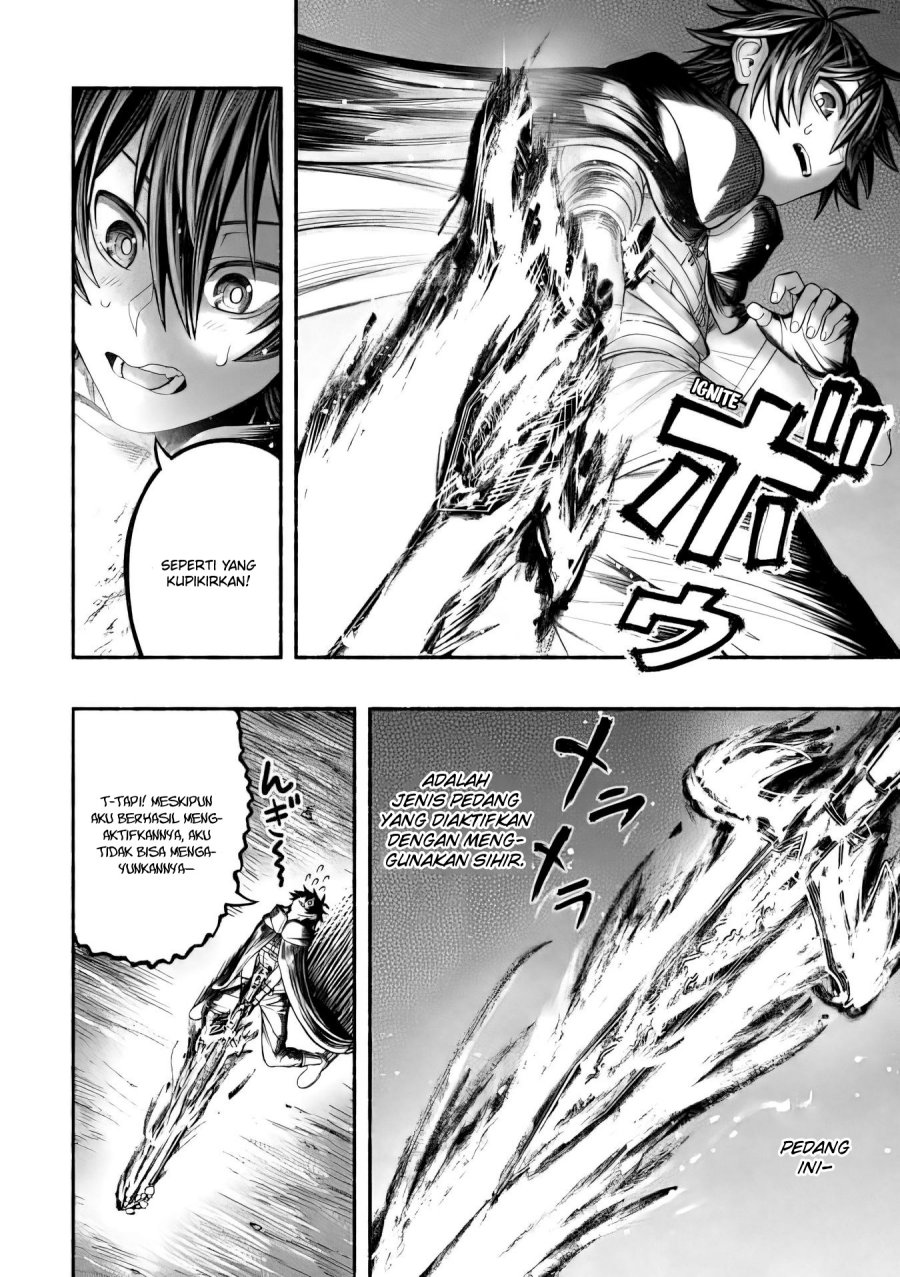 IGNITE
ボウ
SEPERTI YANG
KUPIKIRKAN!
PEDANG
INI–
ADALAH
JENIS PEDANG
YANG DIAKTIFKAN
DENGAN MENG-
GUNAKAN SIHIR.
メラメラ
んぎ〜
T-TAPI! MESKIPUN
AKU BERHASIL MENG-
AKTIFKANNYA, AKU
TIDAK BISA MENGA-
YUNKANNYA–